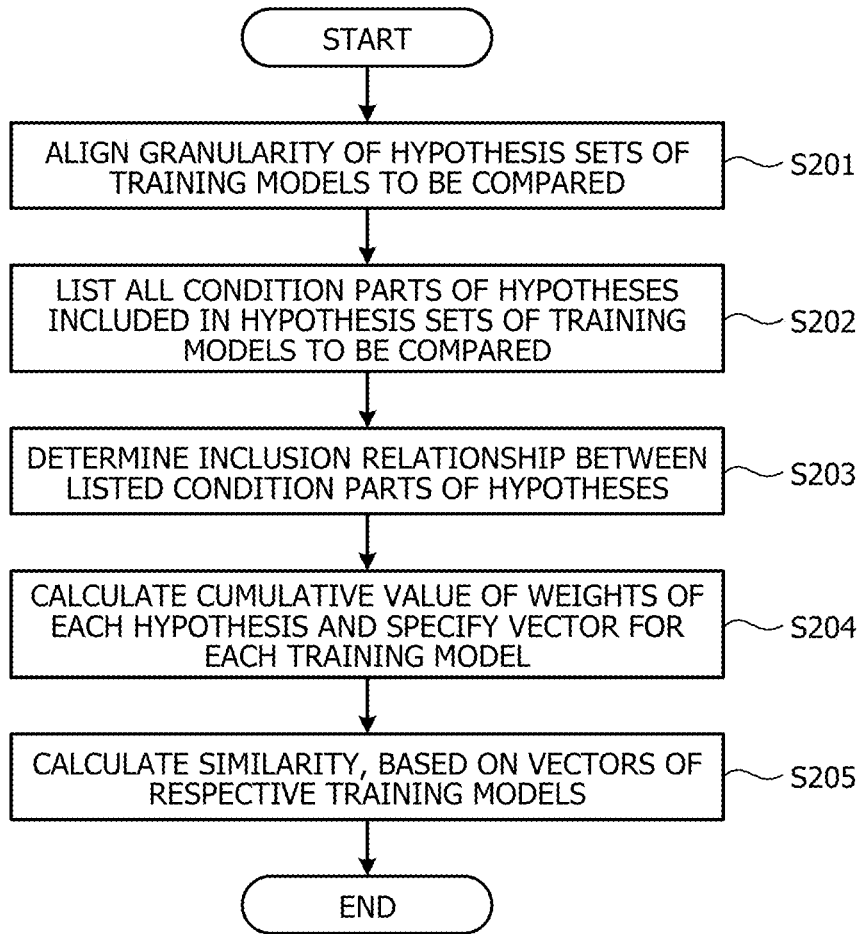 START
ALIGN GRANULARITY OF HYPOTHESIS SETS OF
TRAINING MODELS TO BE COMPARED
S201
LIST ALL CONDITION PARTS OF HYPOTHESES
INCLUDED IN HYPOTHESIS SETS OF TRAINING
MODELS TO BE COMPARED
S202
DETERMINE INCLUSION RELATIONSHIP BETWEEN
LISTED CONDITION PARTS OF HYPOTHESES
S203
CALCULATE CUMULATIVE VALUE OF WEIGHTS OF
EACH HYPOTHESIS AND SPECIFY VECTOR FOR
EACH TRAINING MODEL
S204
CALCULATE SIMILARITY, BASED ON VECTORS OF
RESPECTIVE TRAINING MODELS
S205
END